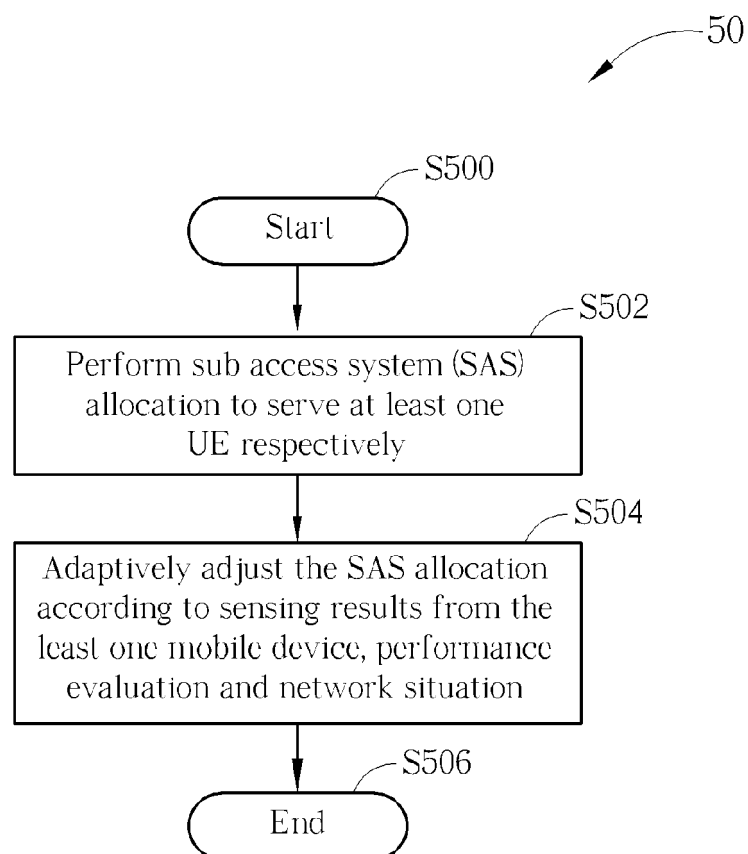 50
S500
Start
S502
Perform sub access system (SAS)
allocation to serve at least one
UE respectively
S504
Adaptively adjust the SAS allocation
according to sensing results from the
least one mobile device, performance
evaluation and network situation
S506
End